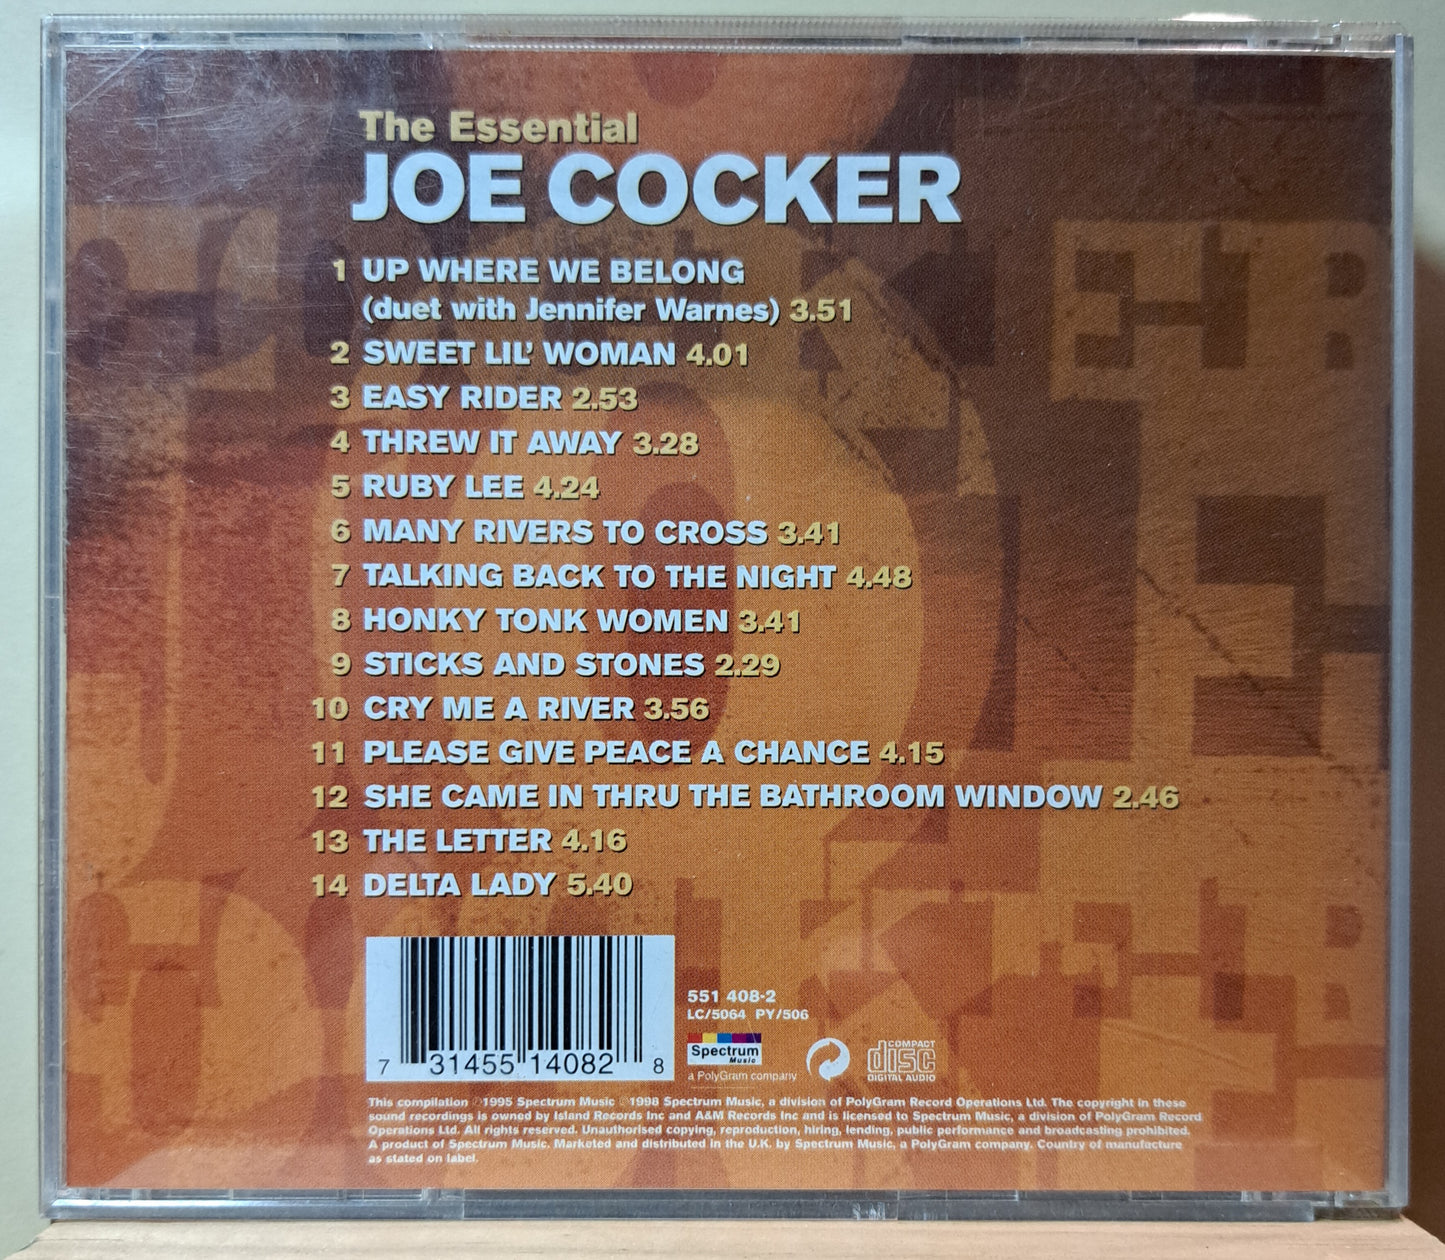 The Essential
JOE COCKER
1 UP WHERE WE BELONG
(duet with Jennifer Warnes) 3.51
2 SWEET LIL' WOMAN 4.01
3 EASY RIDER 2.53
4 THREW IT AWAY 3.28
5 RUBY LEE 4.24
6 MANY RIVERS TO CROSS 3.41
7 TALKING BACK TO THE NIGHT 4.48
8 HONKY TONK WOMEN 3.41
9 STICKS AND STONES 2.29
10 CRY ME A RIVER 3.56
11 PLEASE GIVE PEACE A CHANCE 4.15
12 SHE CAME IN THRU THE BATHROOM WINDOW 2.46
13 THE LETTER 4.16
14 DELTA LADY 5.40
551 408-2
LC/5064 PY/506
Spectrum
Music
a PolyGram company
COMPACT
disc
DIGITAL AUDIO
7 31455 14082 8
This compilation ℗1995 Spectrum Music ©1998 Spectrum Music, a division of PolyGram Record Operations Ltd. The copyright in these
sound recordings is owned by Island Records Inc and A&M Records Inc and is licensed to Spectrum Music, a division of PolyGram Record
Operations Ltd. All rights reserved. Unauthorised copying, reproduction, hiring, lending, public performance and broadcasting prohibited.
A product of Spectrum Music. Marketed and distributed in the U.K. by Spectrum Music, a PolyGram company. Country of manufacture
as stated on label.